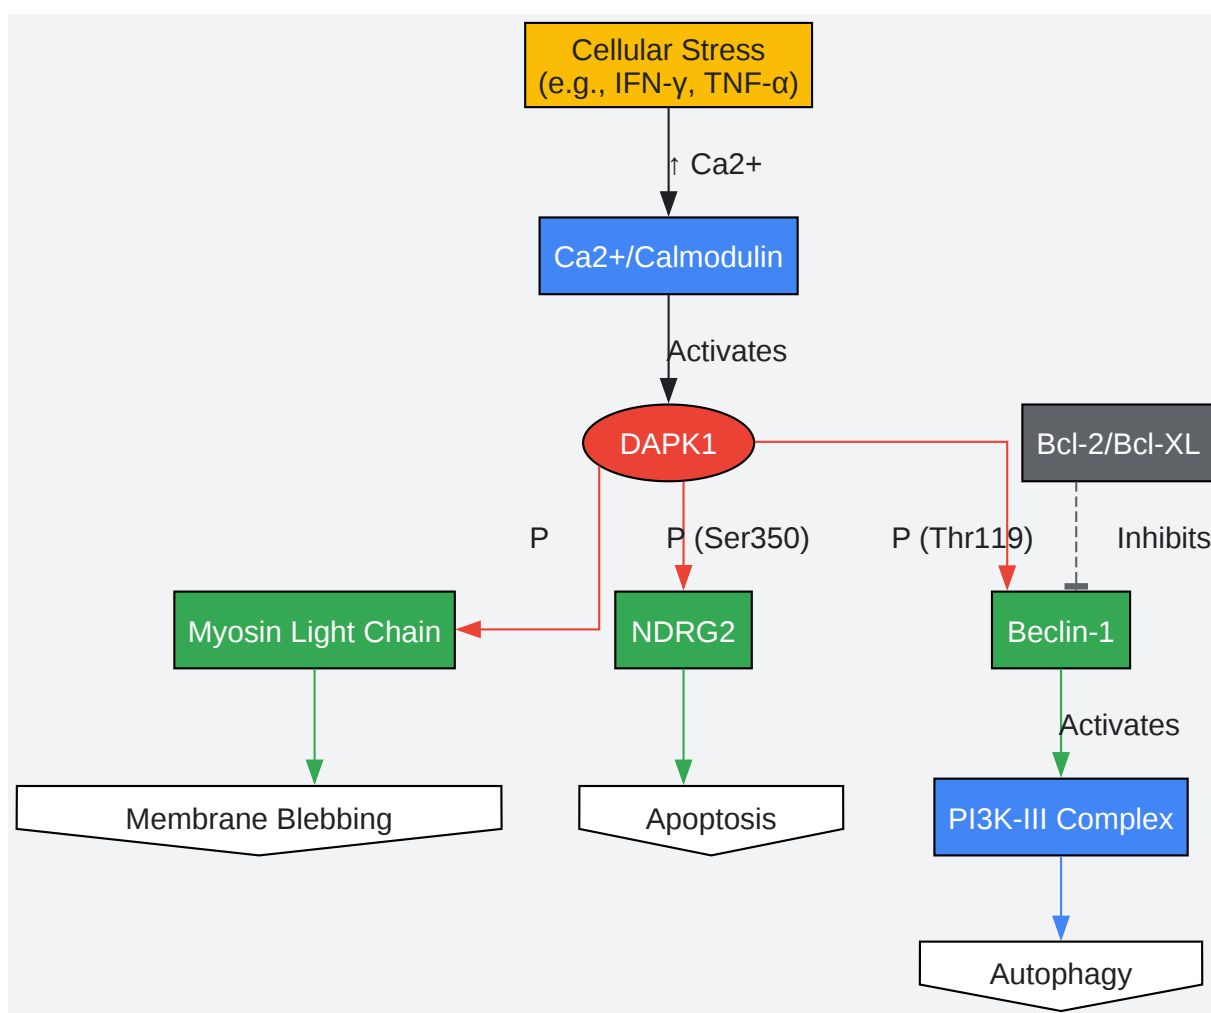 Cellular Stress
(e.g., IFN-γ, TNF-α)
↑ Ca2+
Ca2+/Calmodulin
Activates
DAPK1
Bcl-2/Bcl-XL
P
P (Ser350)
P (Thr119)
Inhibits
Myosin Light Chain
NDRG2
Beclin-1
Activates
Membrane Blebbing
Apoptosis
PI3K-III Complex
Autophagy